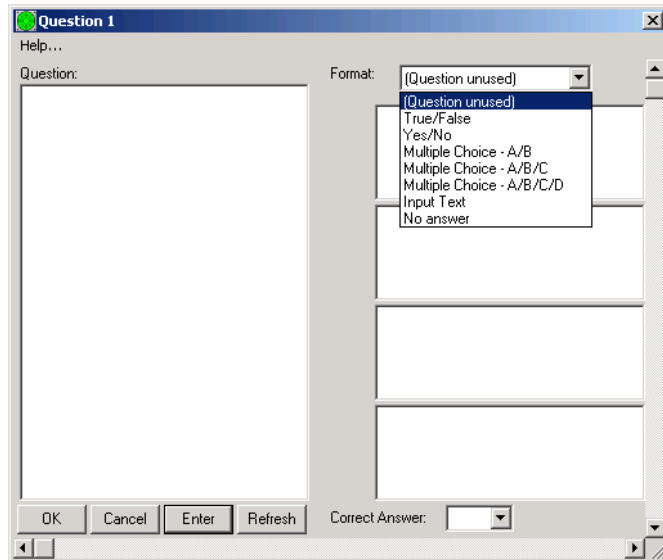 Question 1
Help...
Question:
Format:
(Question unused)
(Question unused)
True/False
Yes/No
Multiple Choice - A/B
Multiple Choice - A/B/C
Multiple Choice - A/B/C/D
Input Text
No answer
OK
Cancel
Enter
Refresh
Correct Answer: